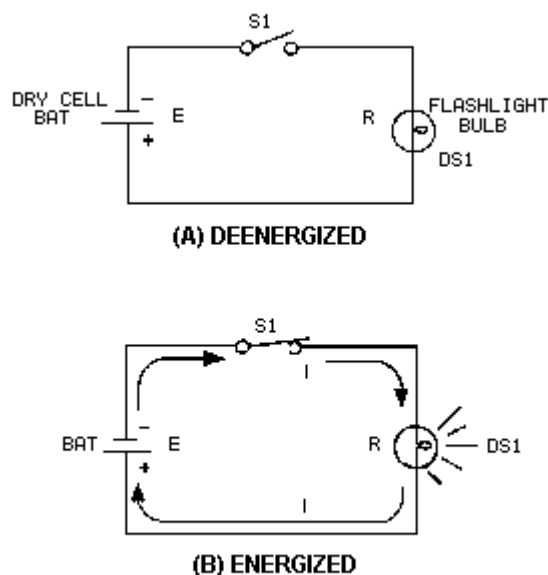 S1
DRY CELL
BAT
−
E
+
R
FLASHLIGHT
BULB
DS1
(A) DEENERGIZED
S1
I
BAT
−
E
+
R
DS1
I
(B) ENERGIZED